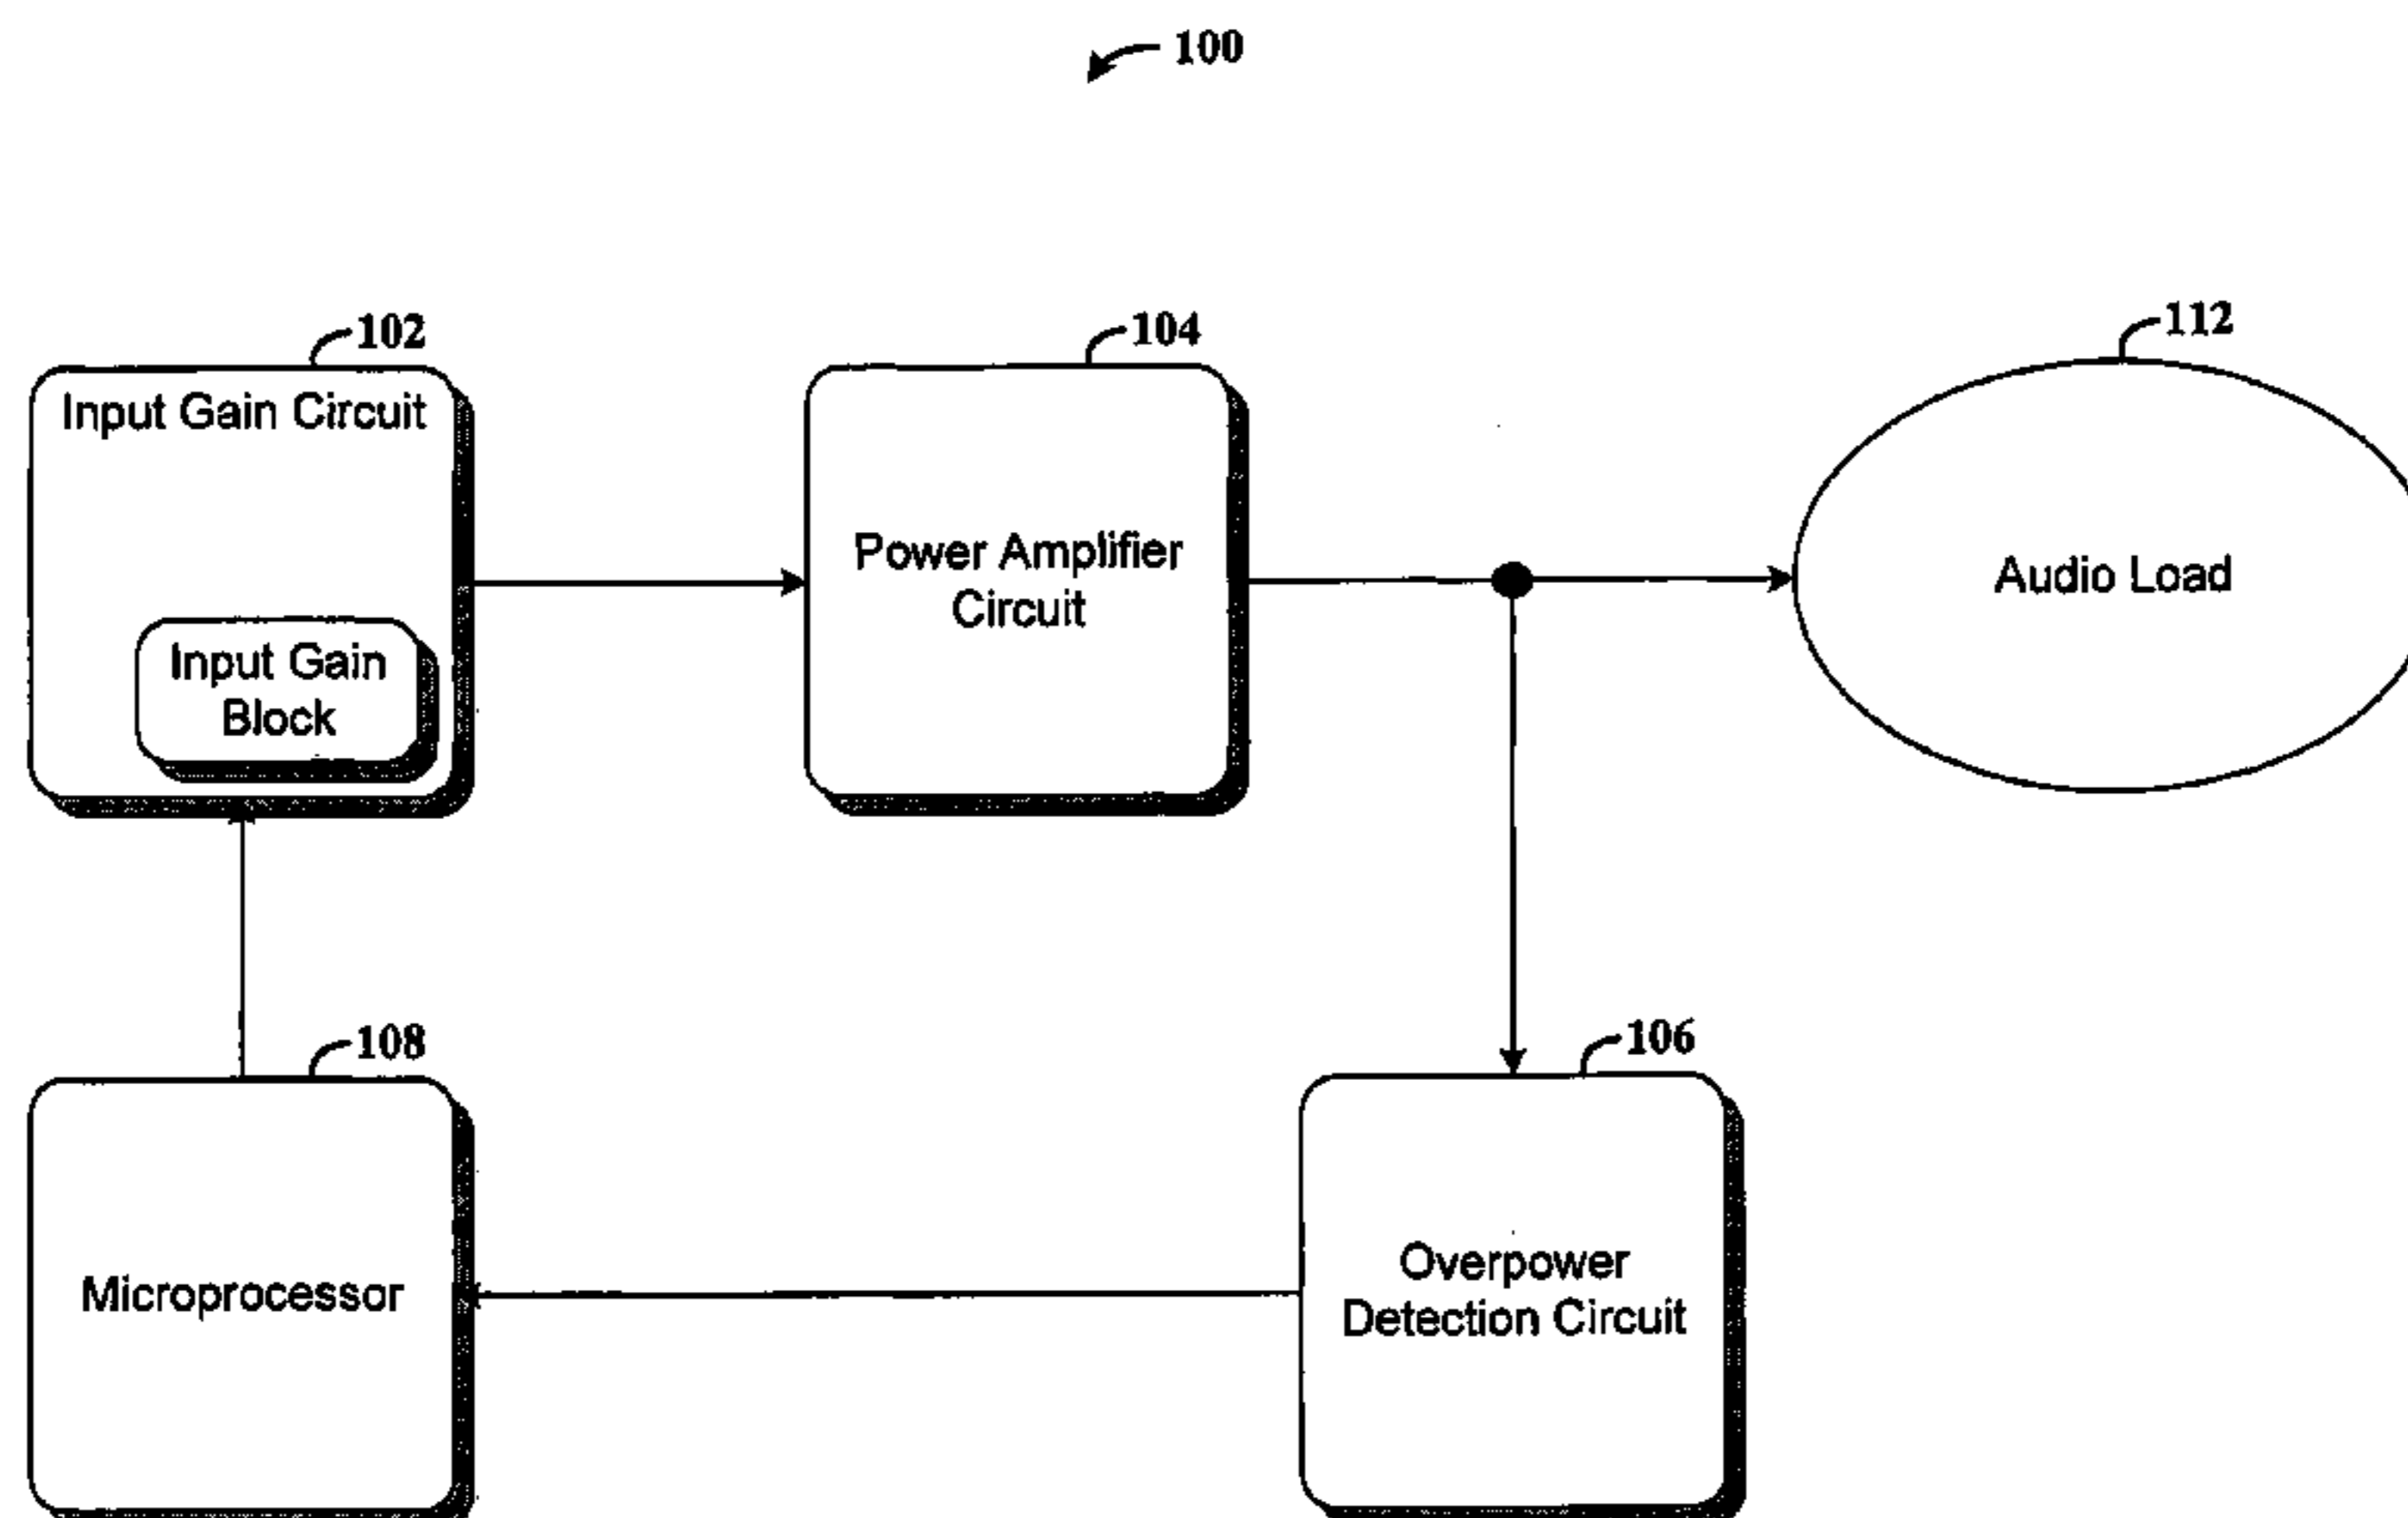 100
102
104
112
Input Gain Circuit
Power Amplifier
Circuit
Audio Load
Input Gain
Block
108
106
Microprocessor
Overpower
Detection Circuit